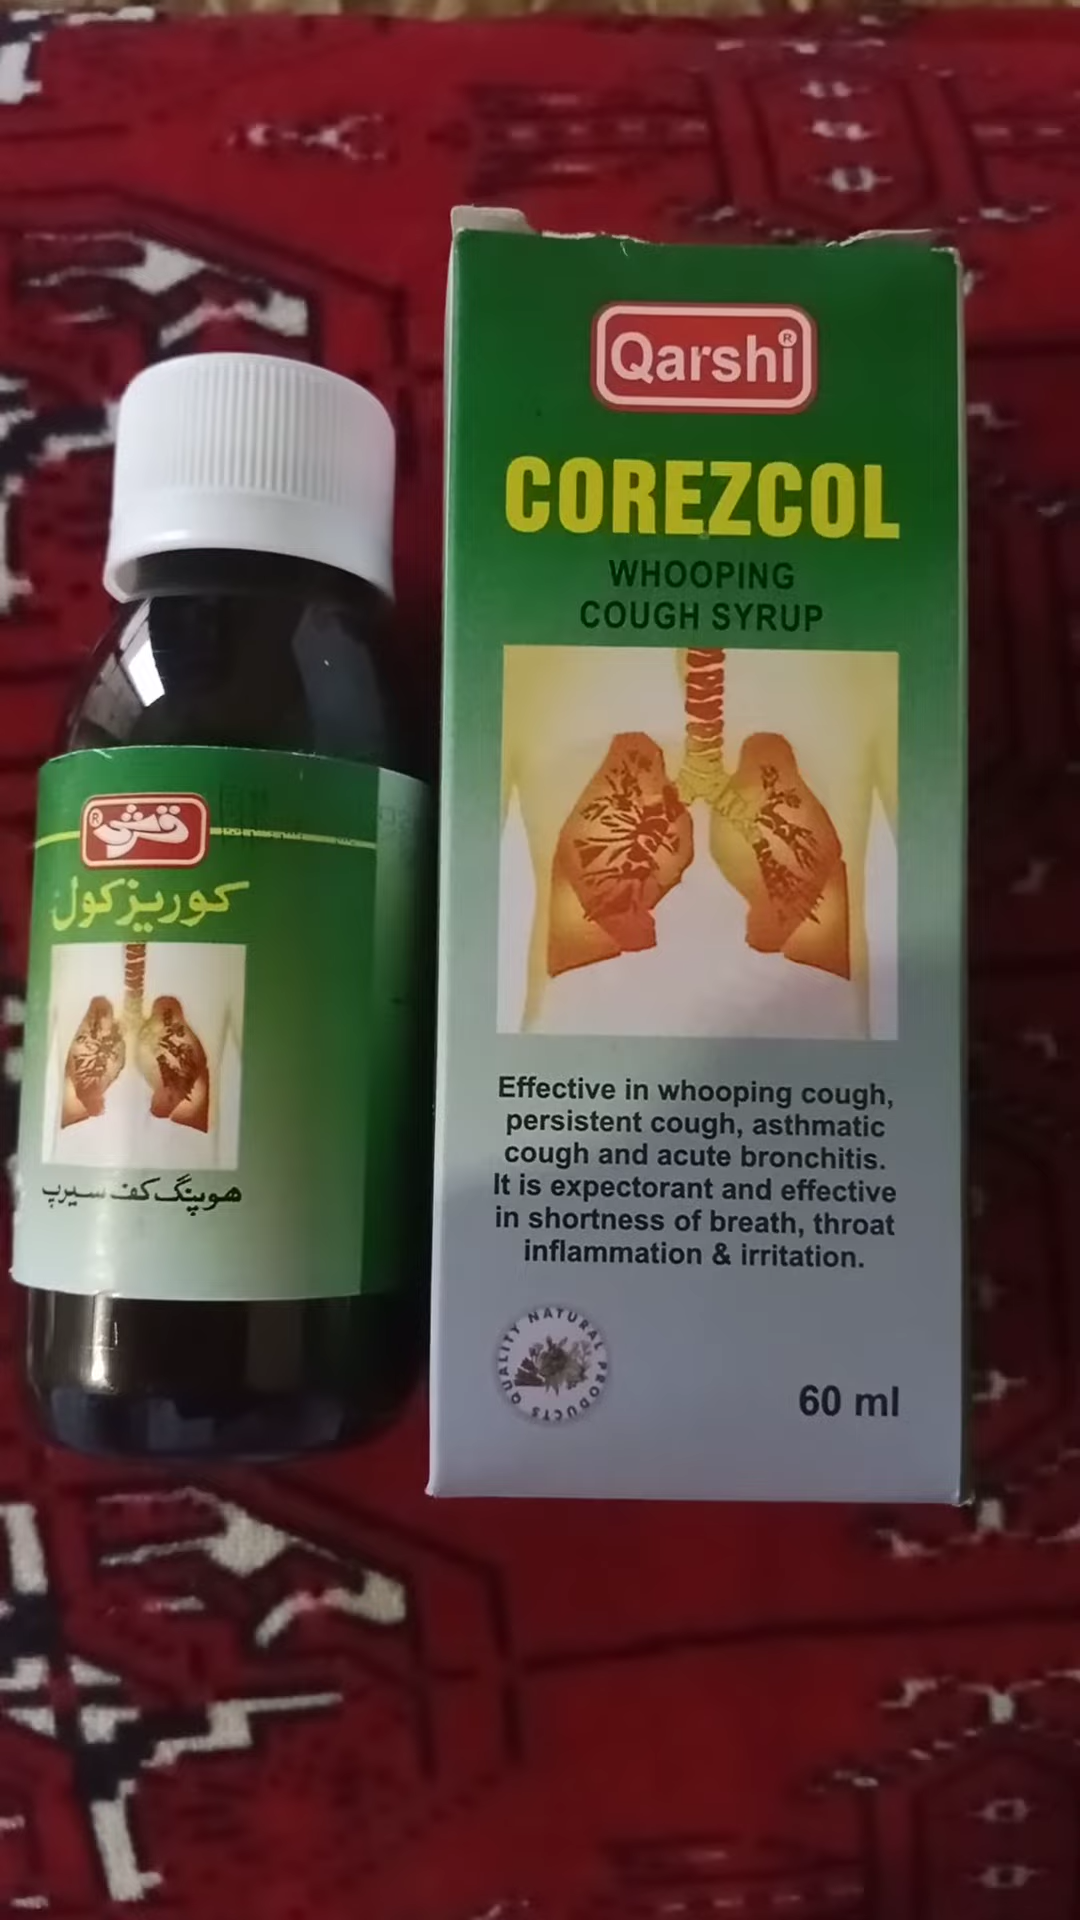 Qarshi®
COREZCOL
WHOOPING
COUGH SYRUP
Effective in whooping cough,
persistent cough, asthmatic
cough and acute bronchitis.
It is expectorant and effective
in shortness of breath, throat
inflammation & irritation.
QUALITY NATURAL PRODUCTS
60 ml
قرشی®
کوریزکول
ھوپنگ کف سیرپ